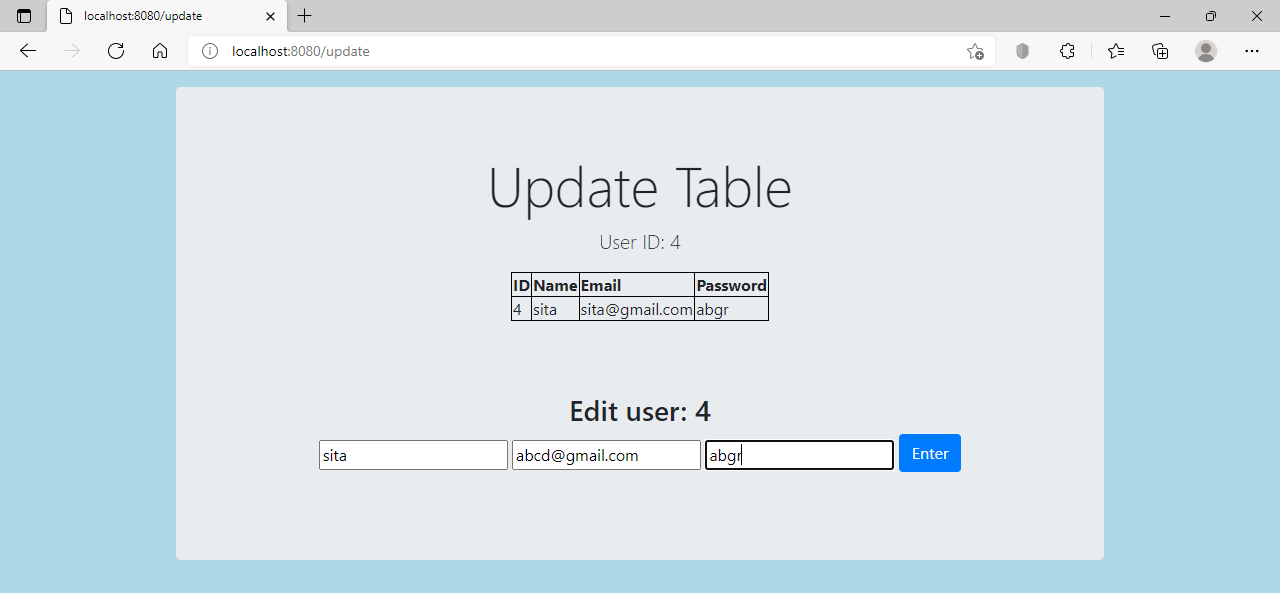 localhost:8080/update
localhost:8080/update
Update Table
User ID: 4
ID Name Email Password
4 sita sita@gmail.com abgr
Edit user: 4
sita abcd@gmail.com abgr Enter